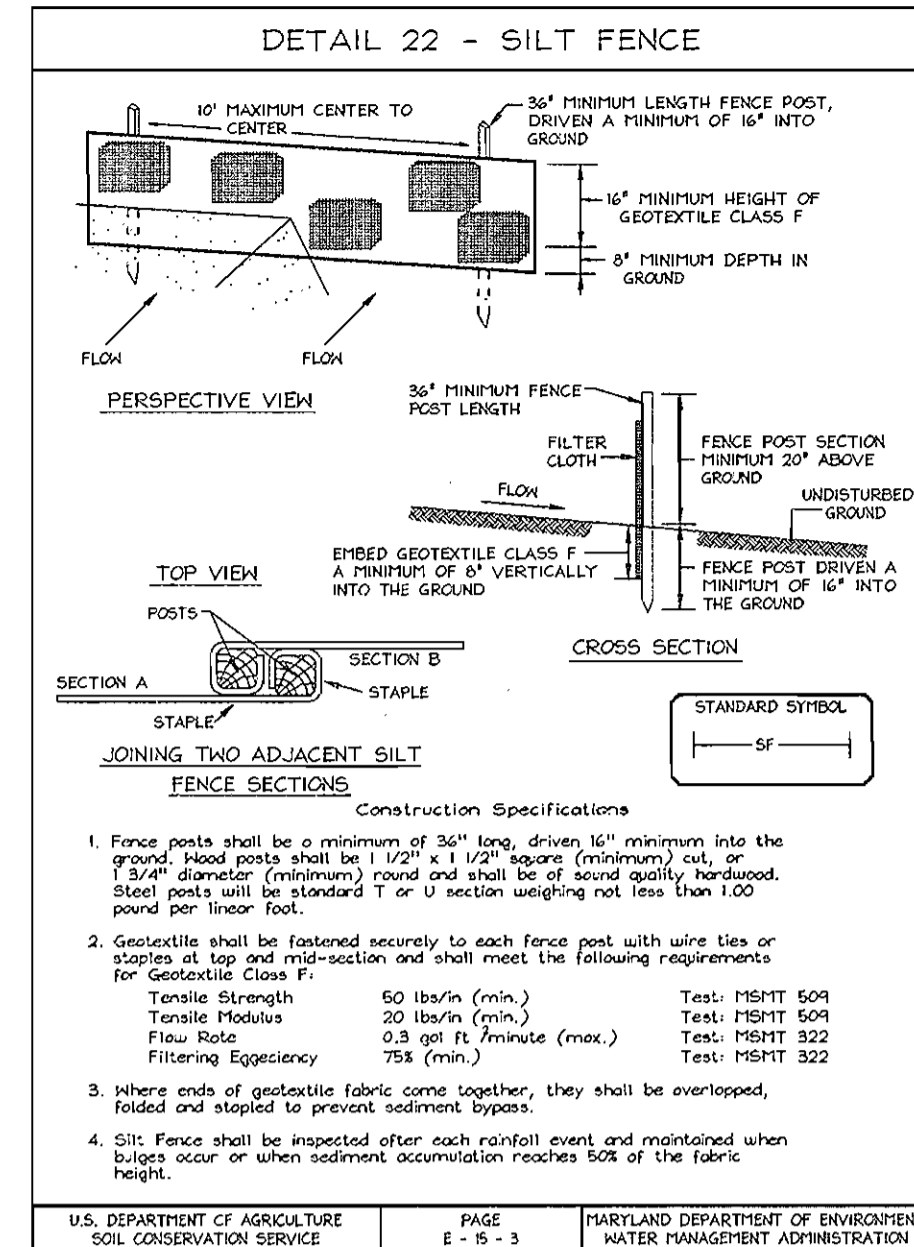 DETAIL 22 - SILT FENCE
10' MAXIMUM CENTER TO
CENTER
36" MINIMUM LENGTH FENCE POST,
DRIVEN A MINIMUM OF 16" INTO
GROUND
16" MINIMUM HEIGHT OF
GEOTEXTILE CLASS F
8" MINIMUM DEPTH IN
GROUND
FLOW
FLOW
PERSPECTIVE VIEW
36" MINIMUM FENCE
POST LENGTH
FILTER
CLOTH
FENCE POST SECTION
MINIMUM 20" ABOVE
GROUND
FLOW
UNDISTURBED
GROUND
EMBED GEOTEXTILE CLASS F
A MINIMUM OF 8" VERTICALLY
INTO THE GROUND
FENCE POST DRIVEN A
MINIMUM OF 16" INTO
THE GROUND
CROSS SECTION
TOP VIEW
POSTS
SECTION B
SECTION A
STAPLE
STAPLE
JOINING TWO ADJACENT SILT
FENCE SECTIONS
STANDARD SYMBOL
SF
Construction Specifications
1. Fence posts shall be a minimum of 36" long, driven 16" minimum into the
ground. Wood posts shall be 1 1/2" x 1 1/2" square (minimum) cut, or
1 3/4" diameter (minimum) round and shall be of sound quality hardwood.
Steel posts will be standard T or U section weighing not less than 1.00
pound per linear foot.
2. Geotextile shall be fastened securely to each fence post with wire ties or
staples at top and mid-section and shall meet the following requirements
for Geotextile Class F:
Tensile Strength 50 lbs/in (min.) Test: MSMT 509
Tensile Modulus 20 lbs/in (min.) Test: MSMT 509
Flow Rate 0.3 gal ft ²/minute (max.) Test: MSMT 322
Filtering Eggeciency 75% (min.) Test: MSMT 322
3. Where ends of geotextile fabric come together, they shall be overlapped,
folded and stapled to prevent sediment bypass.
4. Silt Fence shall be inspected after each rainfall event and maintained when
bulges occur or when sediment accumulation reaches 50% of the fabric
height.
U.S. DEPARTMENT OF AGRICULTURE
SOIL CONSERVATION SERVICE
PAGE
E - 15 - 3
MARYLAND DEPARTMENT OF ENVIRONMEN
WATER MANAGEMENT ADMINISTRATION